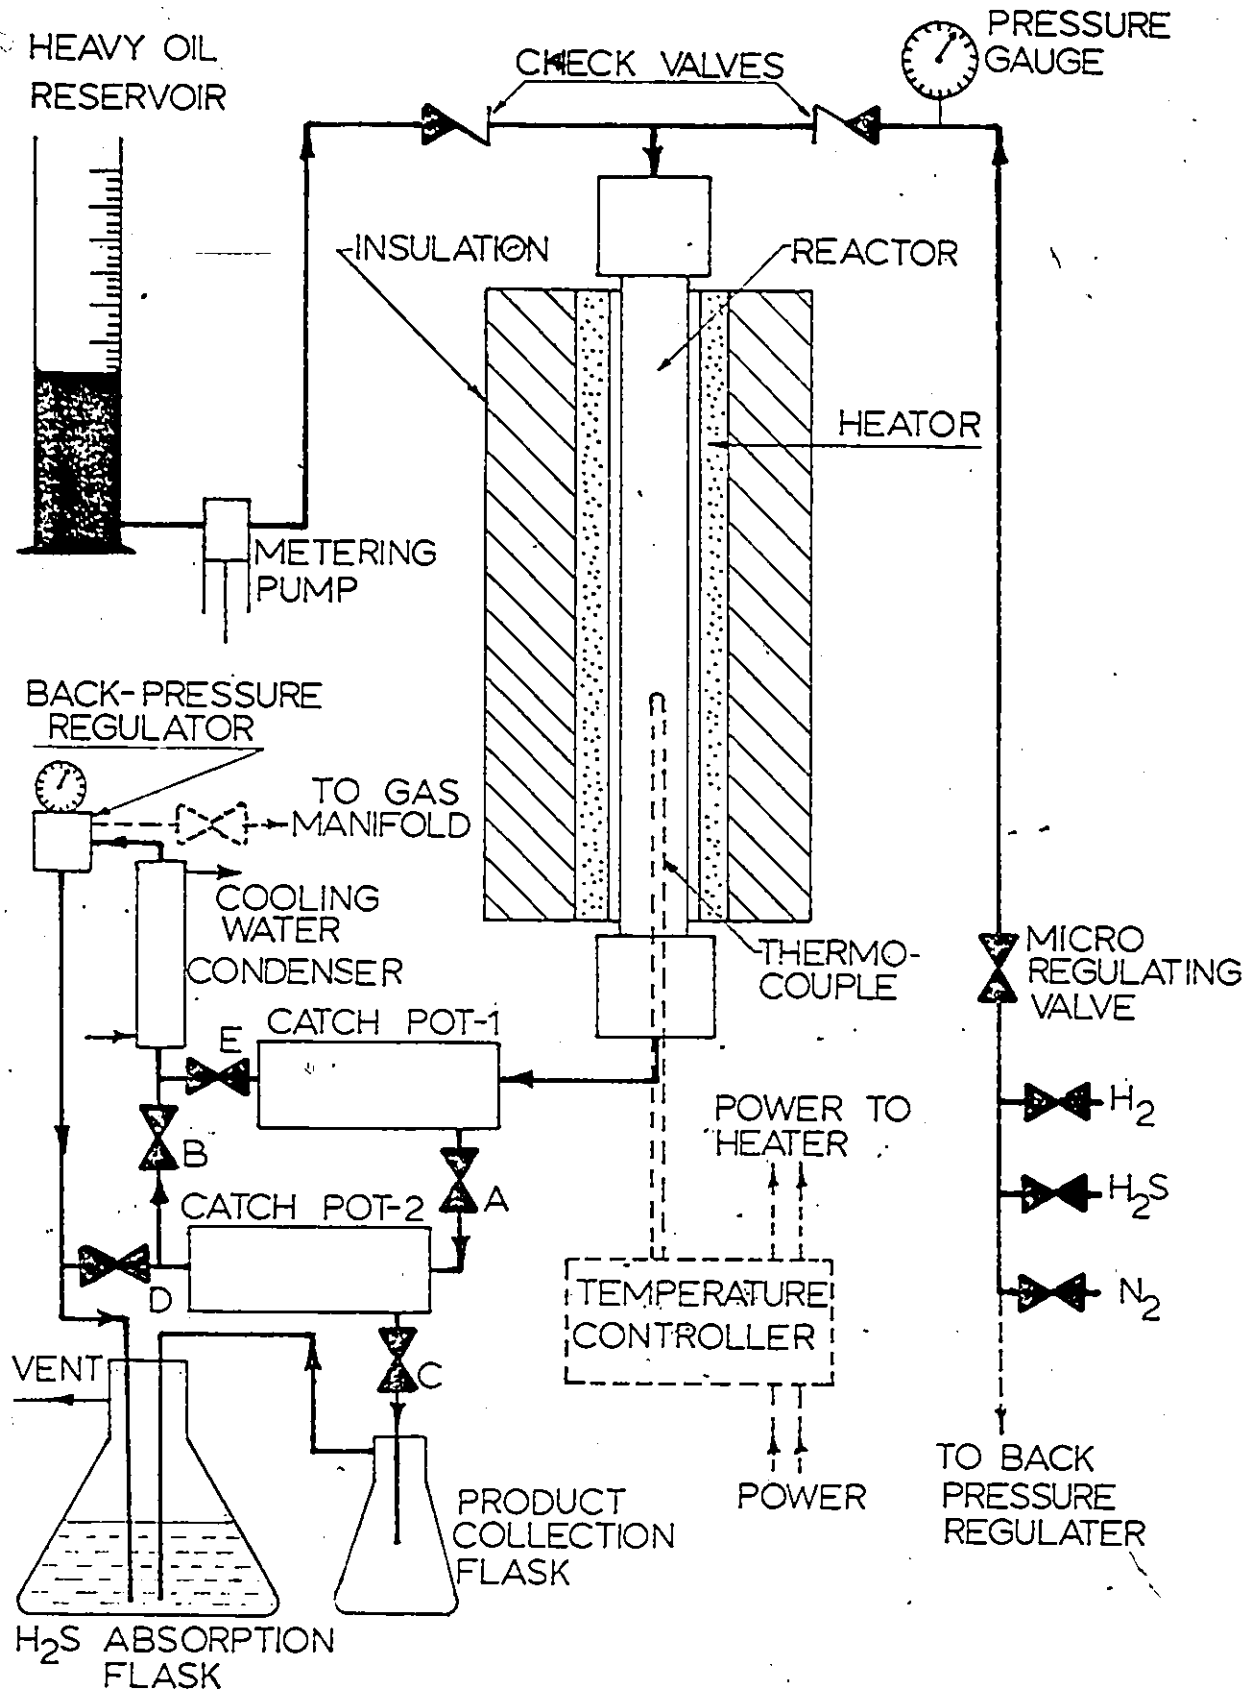 HEAVY OIL
RESERVOIR
CHECK VALVES
PRESSURE
GAUGE
INSULATION
REACTOR
HEATOR
METERING
PUMP
BACK-PRESSURE
REGULATOR
TO GAS
MANIFOLD
COOLING
WATER
CONDENSER
THERMO-
COUPLE
MICRO
REGULATING
VALVE
CATCH POT-1
E
B
A
CATCH POT-2
D
C
POWER TO
HEATER
H2
H2S
N2
TEMPERATURE
CONTROLLER
VENT
POWER
TO BACK
PRESSURE
REGULATER
PRODUCT
COLLECTION
FLASK
H2S ABSORPTION
FLASK